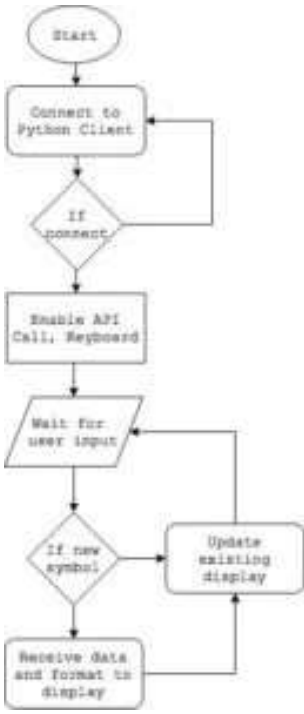 Start
Connect to
Python Client
If
connect
Enable API
Call, Keyboard
Wait for
user input
If new
symbol
Update
existing
display
Receive data
and format to
display